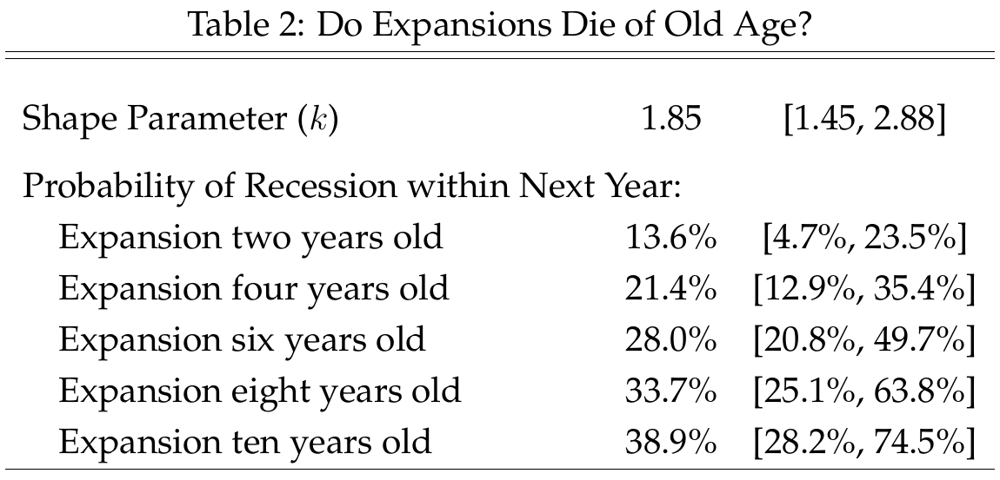 Table 2: Do Expansions Die of Old Age?
Shape Parameter (k) 1.85 [1.45, 2.88]
Probability of Recession within Next Year:
Expansion two years old 13.6% [4.7%, 23.5%]
Expansion four years old 21.4% [12.9%, 35.4%]
Expansion six years old 28.0% [20.8%, 49.7%]
Expansion eight years old 33.7% [25.1%, 63.8%]
Expansion ten years old 38.9% [28.2%, 74.5%]